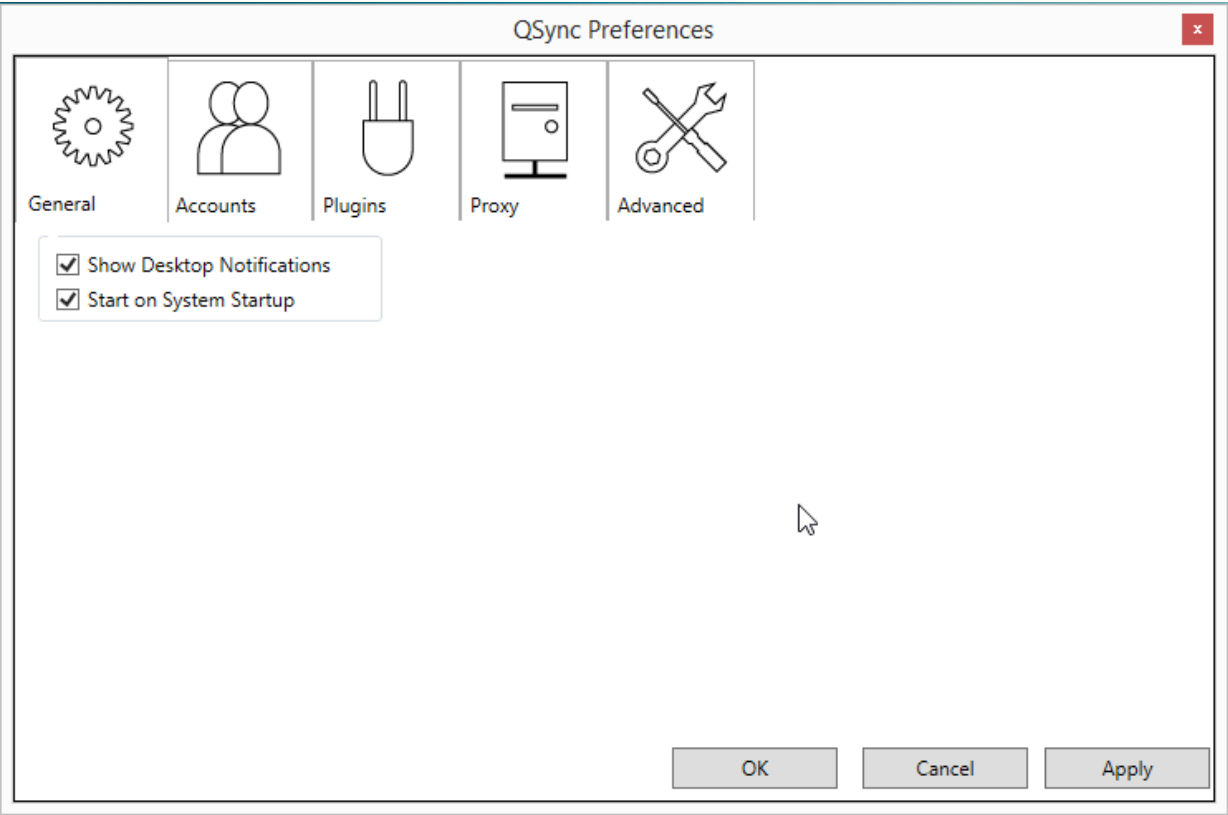 QSync Preferences
x
General
Accounts
Plugins
Proxy
Advanced
Show Desktop Notifications
Start on System Startup
OK
Cancel
Apply